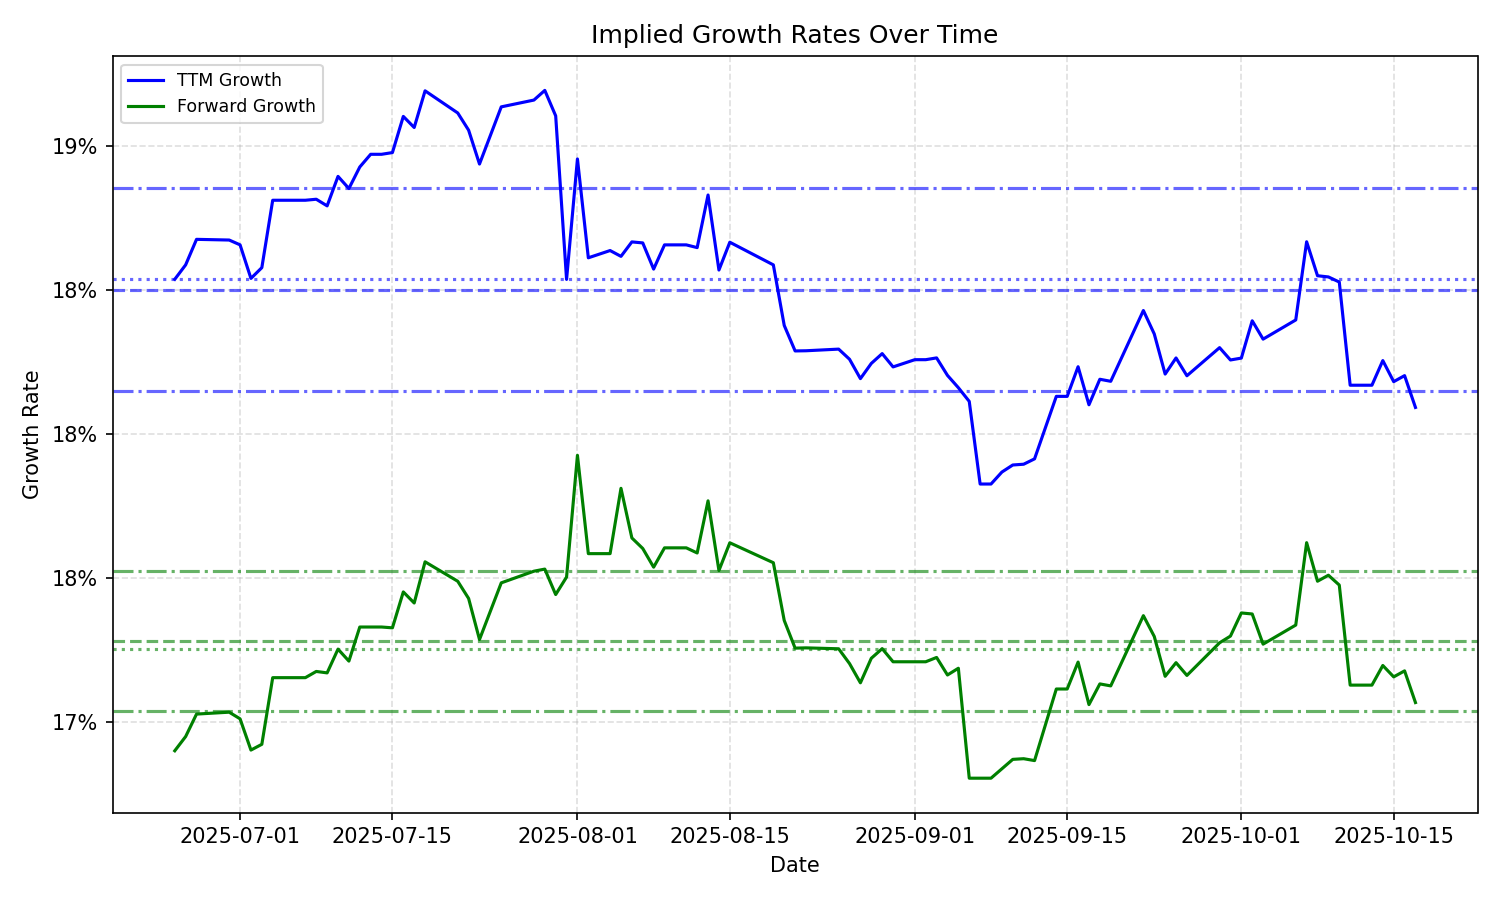 Implied Growth Rates Over Time
TTM Growth
Forward Growth
19%
18%
18%
18%
17%
Growth Rate
2025-07-01
2025-07-15
2025-08-01
2025-08-15
2025-09-01
2025-09-15
2025-10-01
2025-10-15
Date